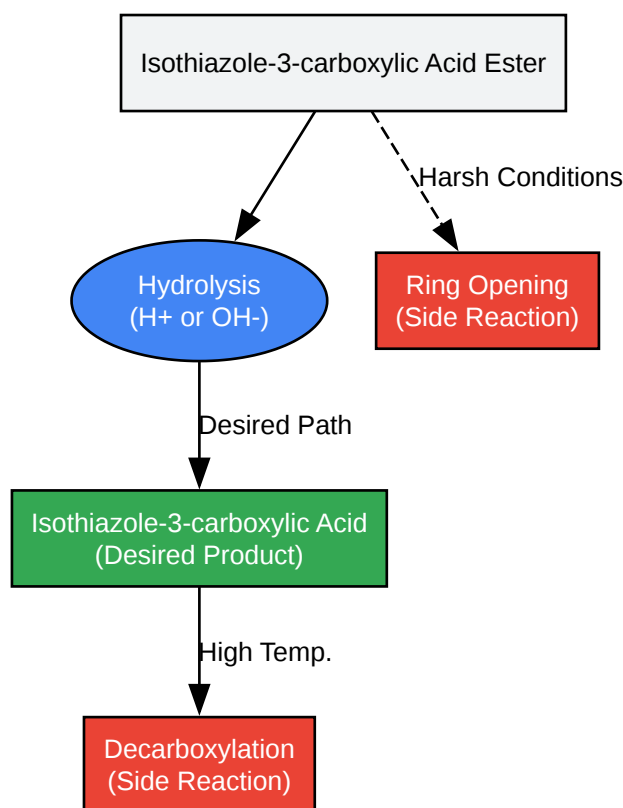 Isothiazole-3-carboxylic Acid Ester
Harsh Conditions
Hydrolysis
(H+ or OH-)
Ring Opening
(Side Reaction)
Desired Path
Isothiazole-3-carboxylic Acid
(Desired Product)
High Temp.
Decarboxylation
(Side Reaction)